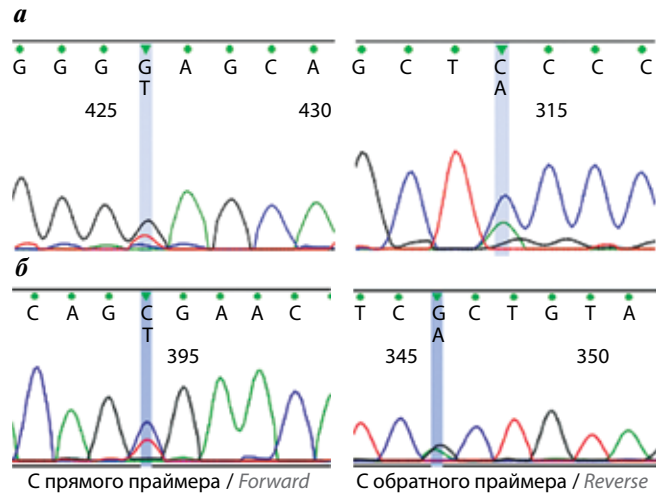 а
G G G G A G C A
T
425 430
G C T C C C C
A
315
б
C A G C G A A C
T
395
T C G C T G T A
A
345 350
С прямого праймера / Forward
С обратного праймера / Reverse